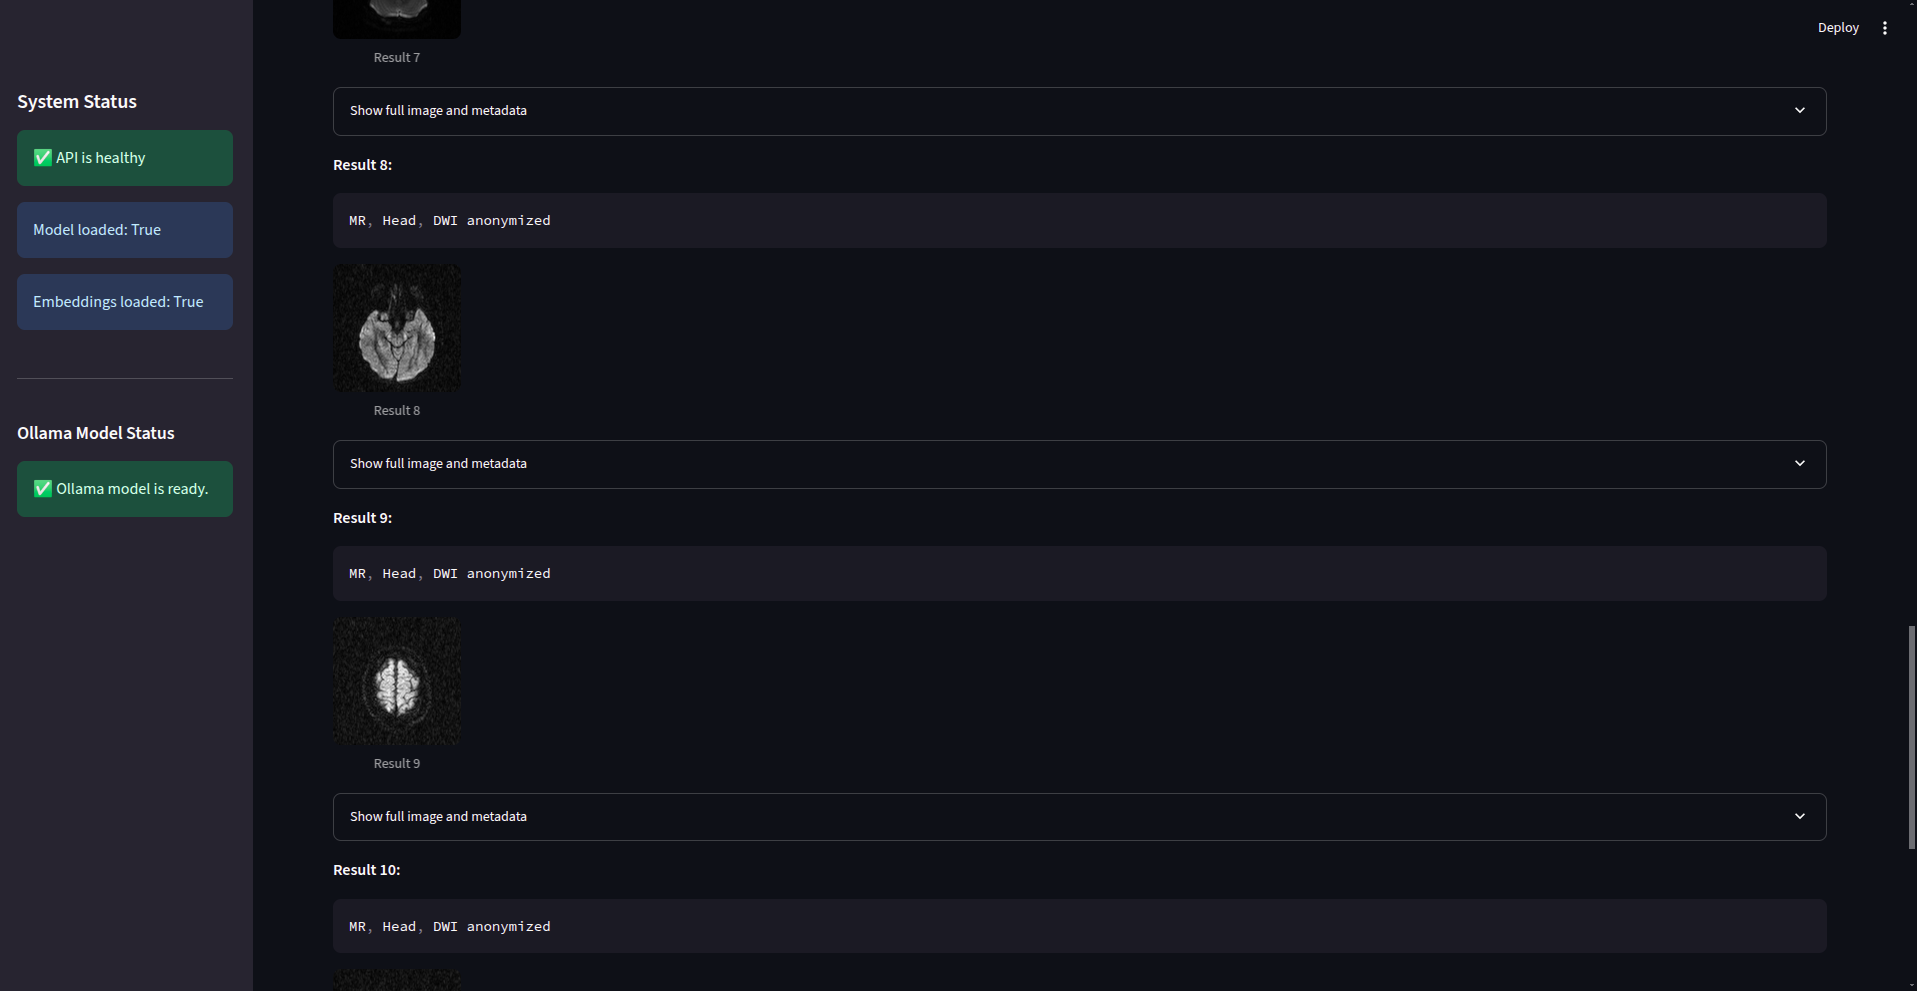 Deploy
System Status
✅ API is healthy
Model loaded: True
Embeddings loaded: True
Ollama Model Status
✅ Ollama model is ready.
Result 7
Show full image and metadata
Result 8:
MR, Head, DWI anonymized
Result 8
Show full image and metadata
Result 9:
MR, Head, DWI anonymized
Result 9
Show full image and metadata
Result 10:
MR, Head, DWI anonymized